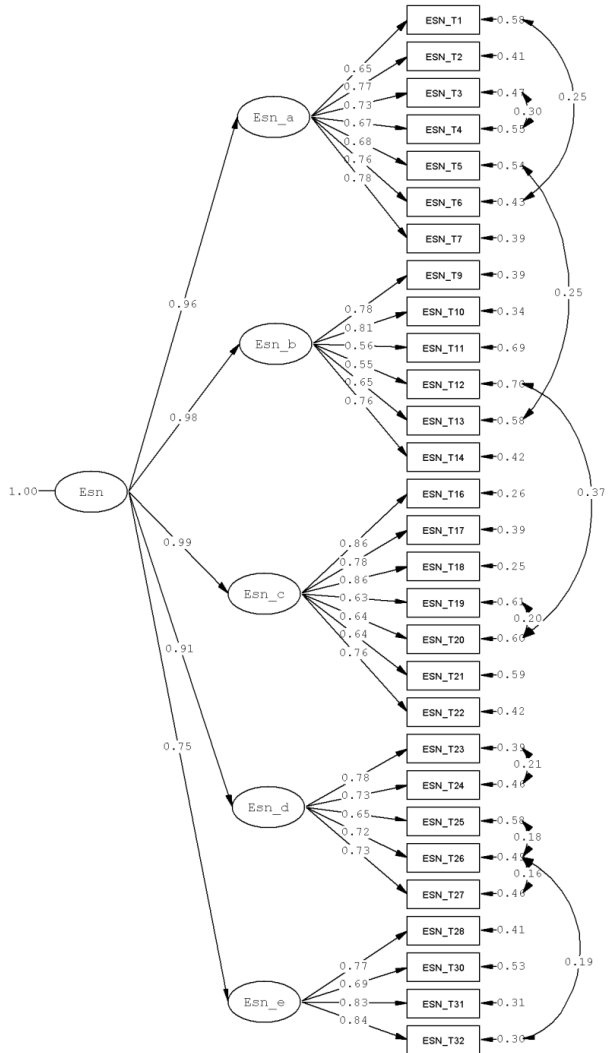 ESN_T1 0.58
0.65
ESN_T2 0.41
0.77
ESN_T3 0.47
0.73
0.30
0.25
Esn_a
ESN_T4 0.55
0.67
ESN_T5 0.54
0.68
ESN_T6 0.43
0.76
ESN_T7 0.39
0.78
ESN_T9 0.39
0.78
0.25
0.96
ESN_T10 0.34
0.81
Esn_b
ESN_T11 0.69
0.56
ESN_T12 0.70
0.55
ESN_T13 0.58
0.65
0.76
0.98
ESN_T14 0.42
1.00 Esn
ESN_T16 0.26
0.37
0.86
ESN_T17 0.39
0.99
0.78
ESN_T18 0.25
0.86
Esn_c
ESN_T19 0.61
0.63
0.20
ESN_T20 0.60
0.64
0.64
ESN_T21 0.59
0.76
0.91
ESN_T22 0.42
0.75
ESN_T23 0.39
0.21
0.78
ESN_T24 0.46
0.73
Esn_d
ESN_T25 0.58
0.65
0.18
0.72
ESN_T26 0.49
0.73
0.16
ESN_T27 0.46
ESN_T28 0.41
0.77
0.19
ESN_T30 0.53
0.69
Esn_e
ESN_T31 0.31
0.83
0.84
ESN_T32 0.30